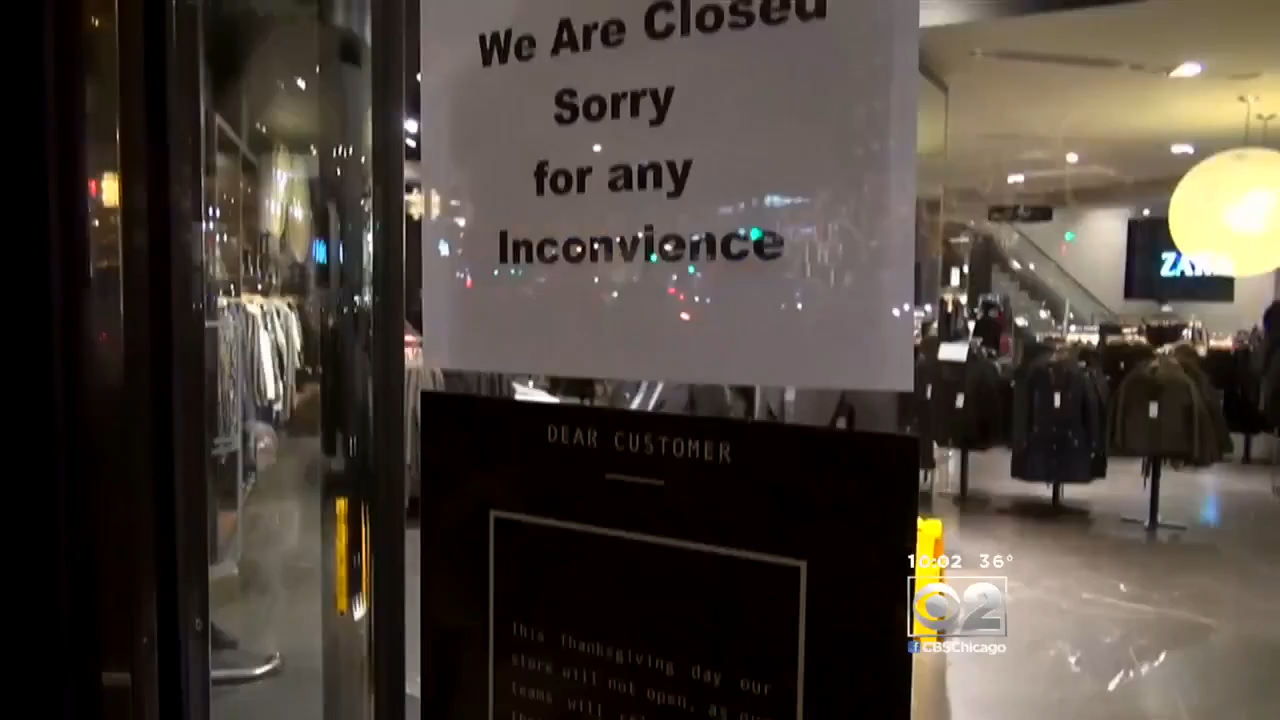 We Are Closed
Sorry
for any
Inconvience
ZARA
DEAR CUSTOMER
This Thanksgiving day our
store will not open, as our
teams will
10:02 36°
2
CBSChicago